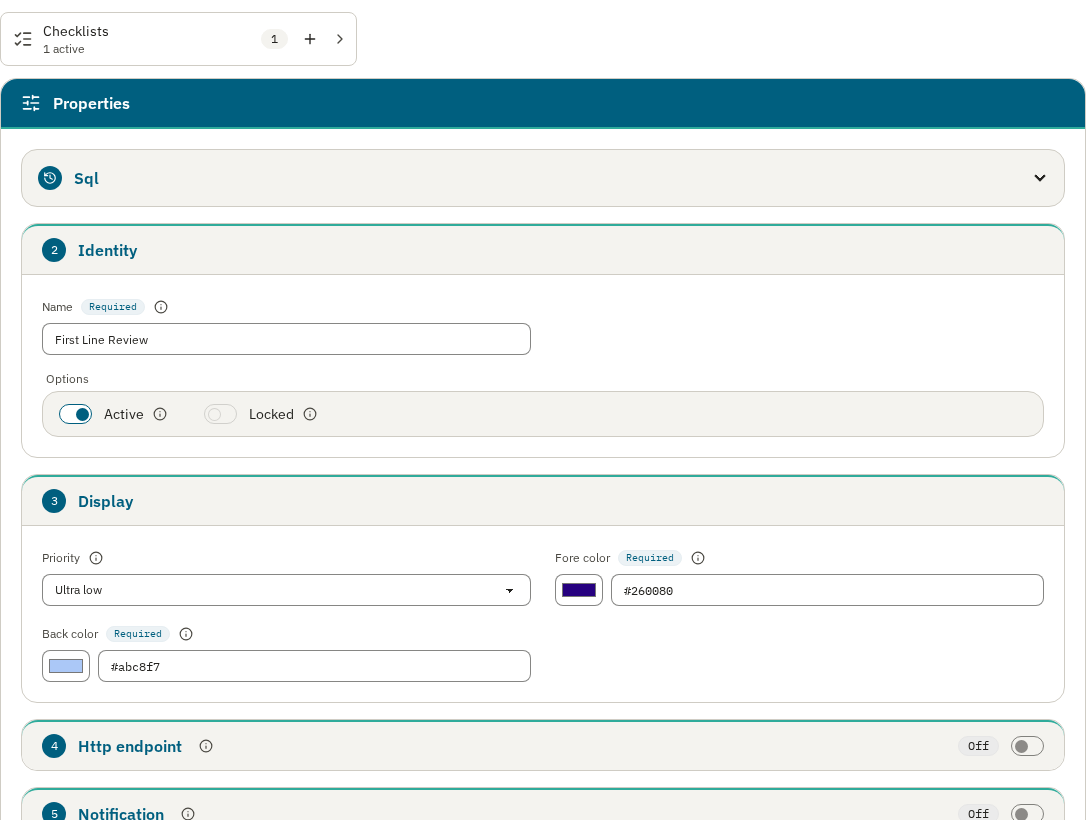 Checklists
1 active
1
Properties
Sql
2 Identity
Name Required
First Line Review
Options
Active Locked
3 Display
Priority Fore color Required
Ultra low #260080
Back color Required
#abc8f7
4 Http endpoint Off
5 Notification Off